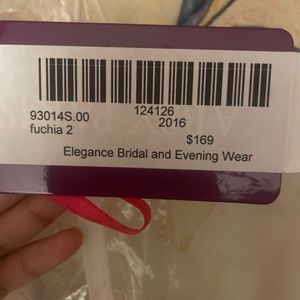 93014S.00 124126
fuchia 2 2016
$169
Elegance Bridal and Evening Wear